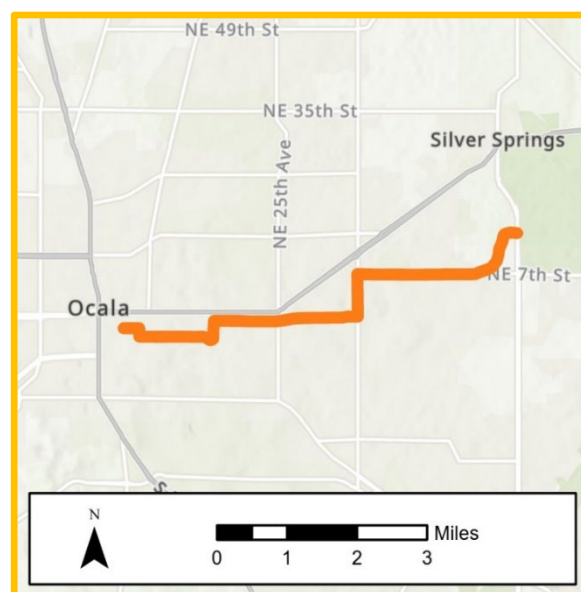 NE 49th St
NE 35th St
Silver Springs
NE 25th Ave
NE 7th St
Ocala
S
N
Miles
0 1 2 3